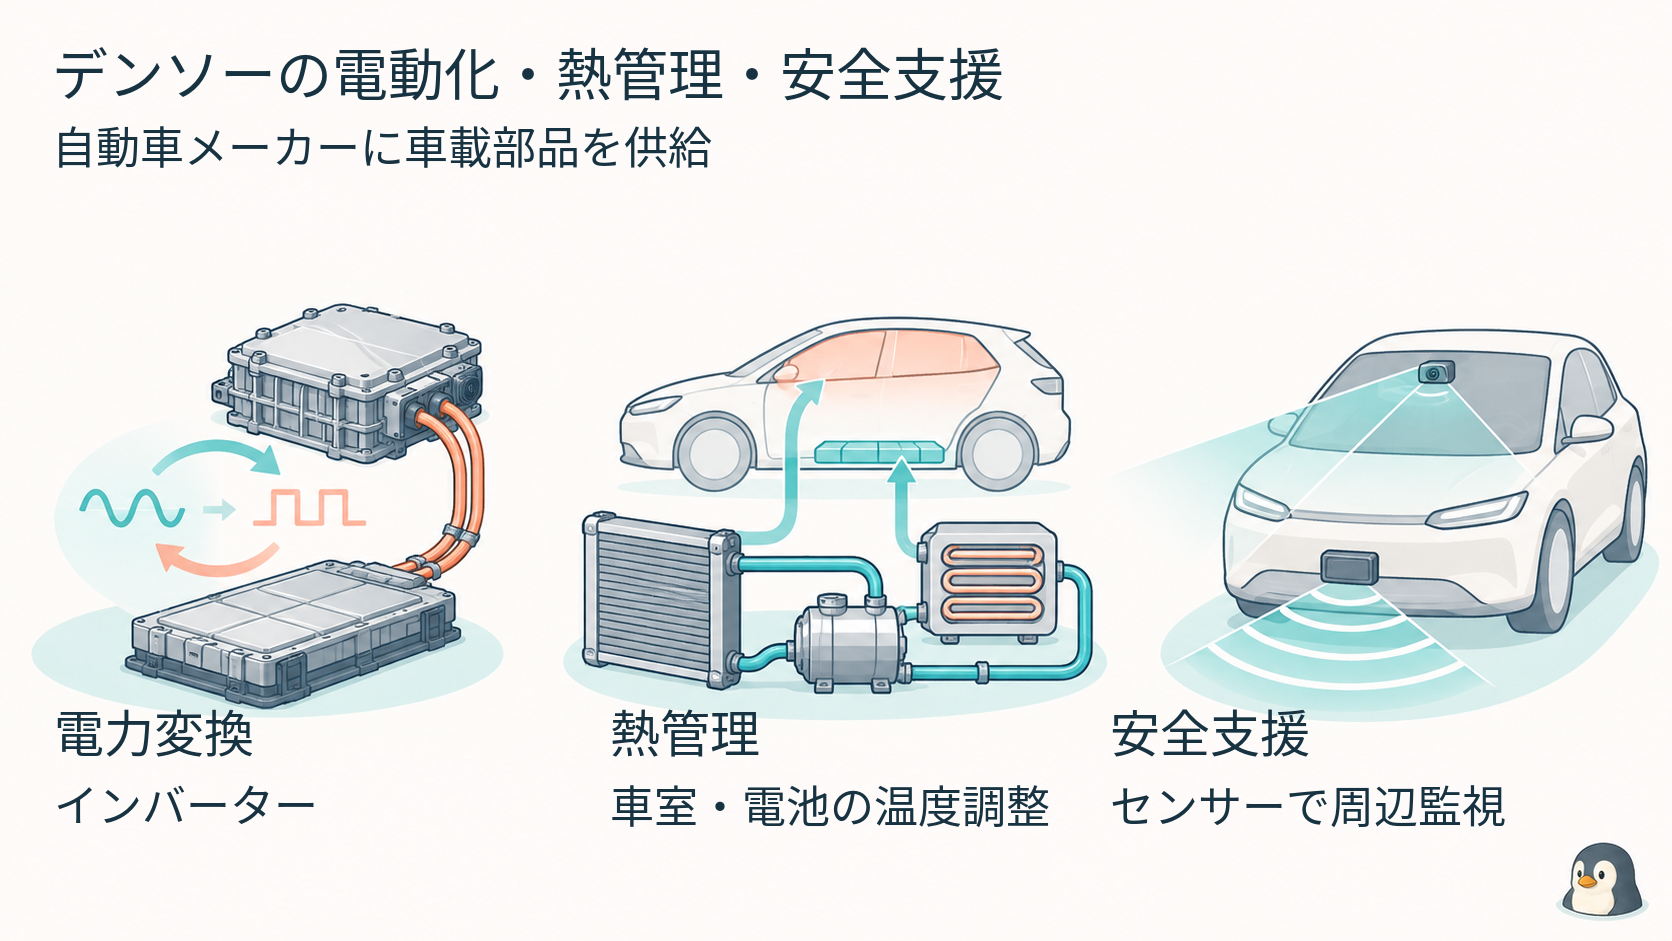 デンソーの電動化・熱管理・安全支援
自動車メーカーに車載部品を供給
電力変換
インバーター
熱管理
車室・電池の温度調整
安全支援
センサーで周辺監視